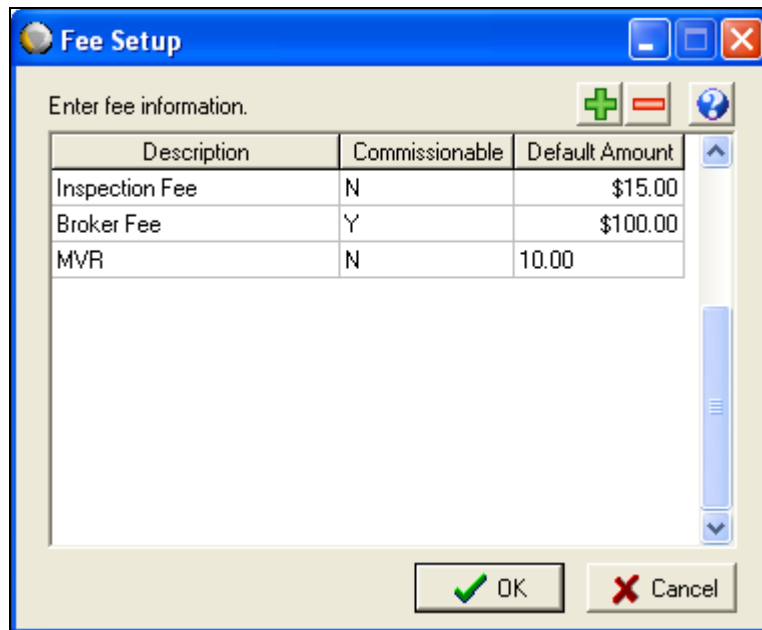 Fee Setup
Enter fee information.
Description Commissionable Default Amount
Inspection Fee N $15.00
Broker Fee Y $100.00
MVR N 10.00
OK Cancel